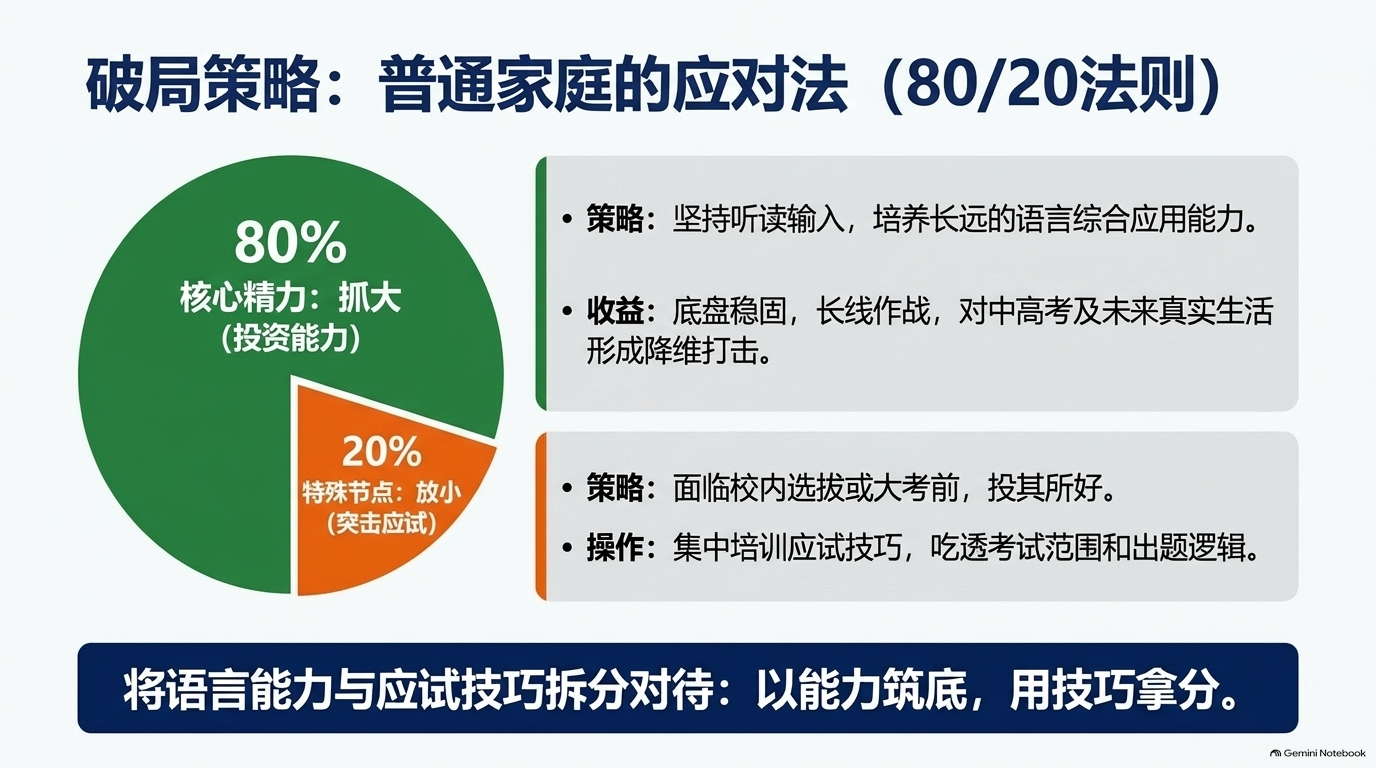 破局策略：普通家庭的应对法（80/20法则）
80%
核心精力：抓大
（投资能力）
20%
特殊节点：放小
（突击应试）
• 策略：坚持听读输入，培养长远的语言综合应用能力。
• 收益：底盘稳固，长线作战，对中高考及未来真实生活
形成降维打击。
• 策略：面临校内选拔或大考前，投其所好。
• 操作：集中培训应试技巧，吃透考试范围和出题逻辑。
将语言能力与应试技巧拆分对待：以能力筑底，用技巧拿分。
Gemini Notebook